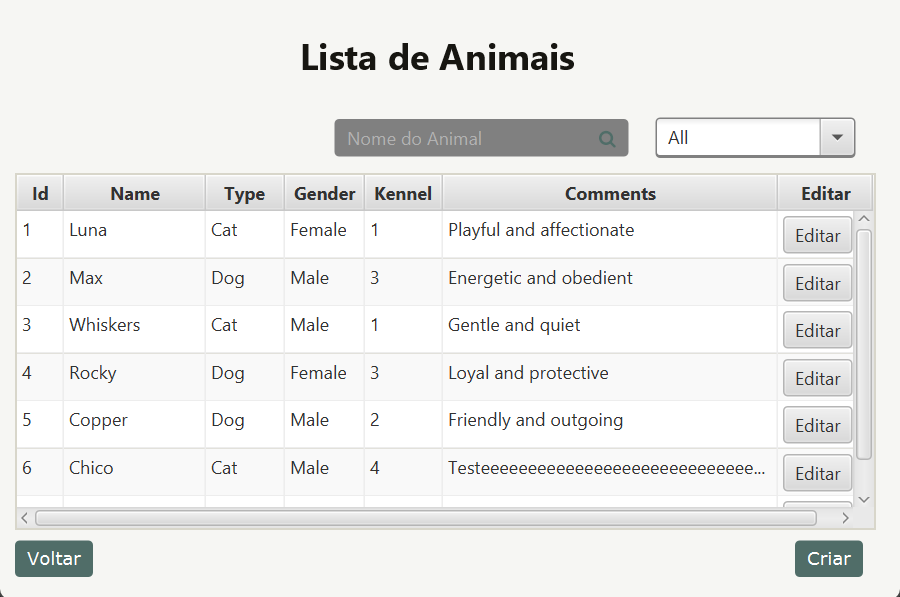 Lista de Animais
Nome do Animal All
Id Name Type Gender Kennel Comments Editar
1 Luna Cat Female 1 Playful and affectionate Editar
2 Max Dog Male 3 Energetic and obedient Editar
3 Whiskers Cat Male 1 Gentle and quiet Editar
4 Rocky Dog Female 3 Loyal and protective Editar
5 Copper Dog Male 2 Friendly and outgoing Editar
6 Chico Cat Male 4 Testeeeeeeeeeeeeeeeeeeeeeeeeeeeee... Editar
Voltar Criar